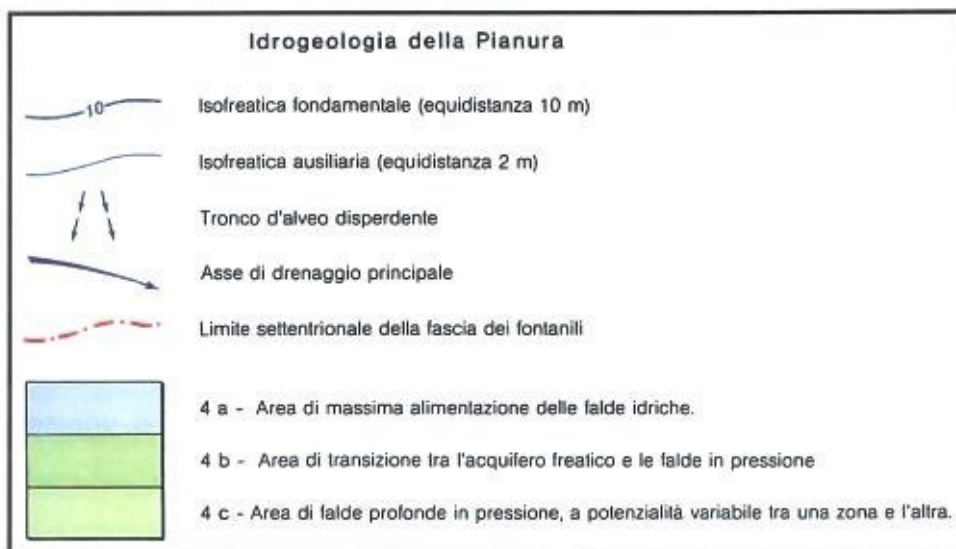 Idrogeologia della Pianura
10
Isofreatica fondamentale (equidistanza 10 m)
Isofreatica ausiliaria (equidistanza 2 m)
Tronco d'alveo disperdente
Asse di drenaggio principale
Limite settentrionale della fascia dei fontanili
4 a - Area di massima alimentazione delle falde idriche.
4 b - Area di transizione tra l'acquifero freatico e le falde in pressione
4 c - Area di falde profonde in pressione, a potenzialità variabile tra una zona e l'altra.